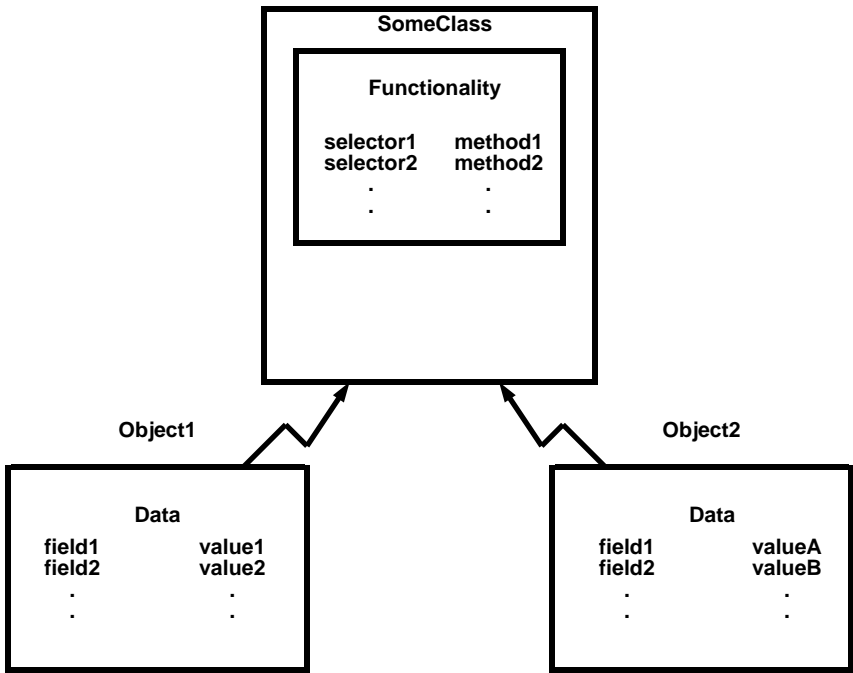 SomeClass
Functionality
selector1 method1
selector2 method2
. .
. .
Object1
Object2
Data
field1 value1
field2 value2
. .
. .
Data
field1 valueA
field2 valueB
. .
. .